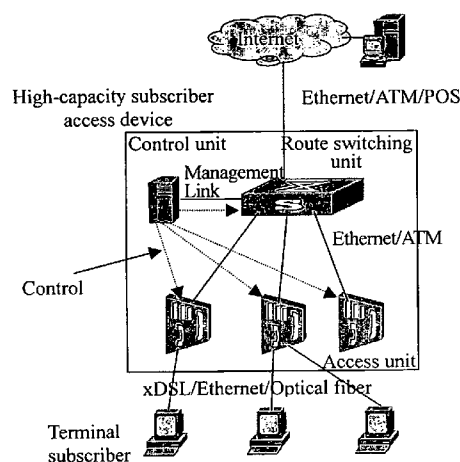 Internet
High-capacity subscriber
access device
Ethernet/ATM/POS
Control unit
Route switching
unit
Management
Link
S
Ethernet/ATM
Control
Access unit
xDSL/Ethernet/Optical fiber
Terminal
subscriber